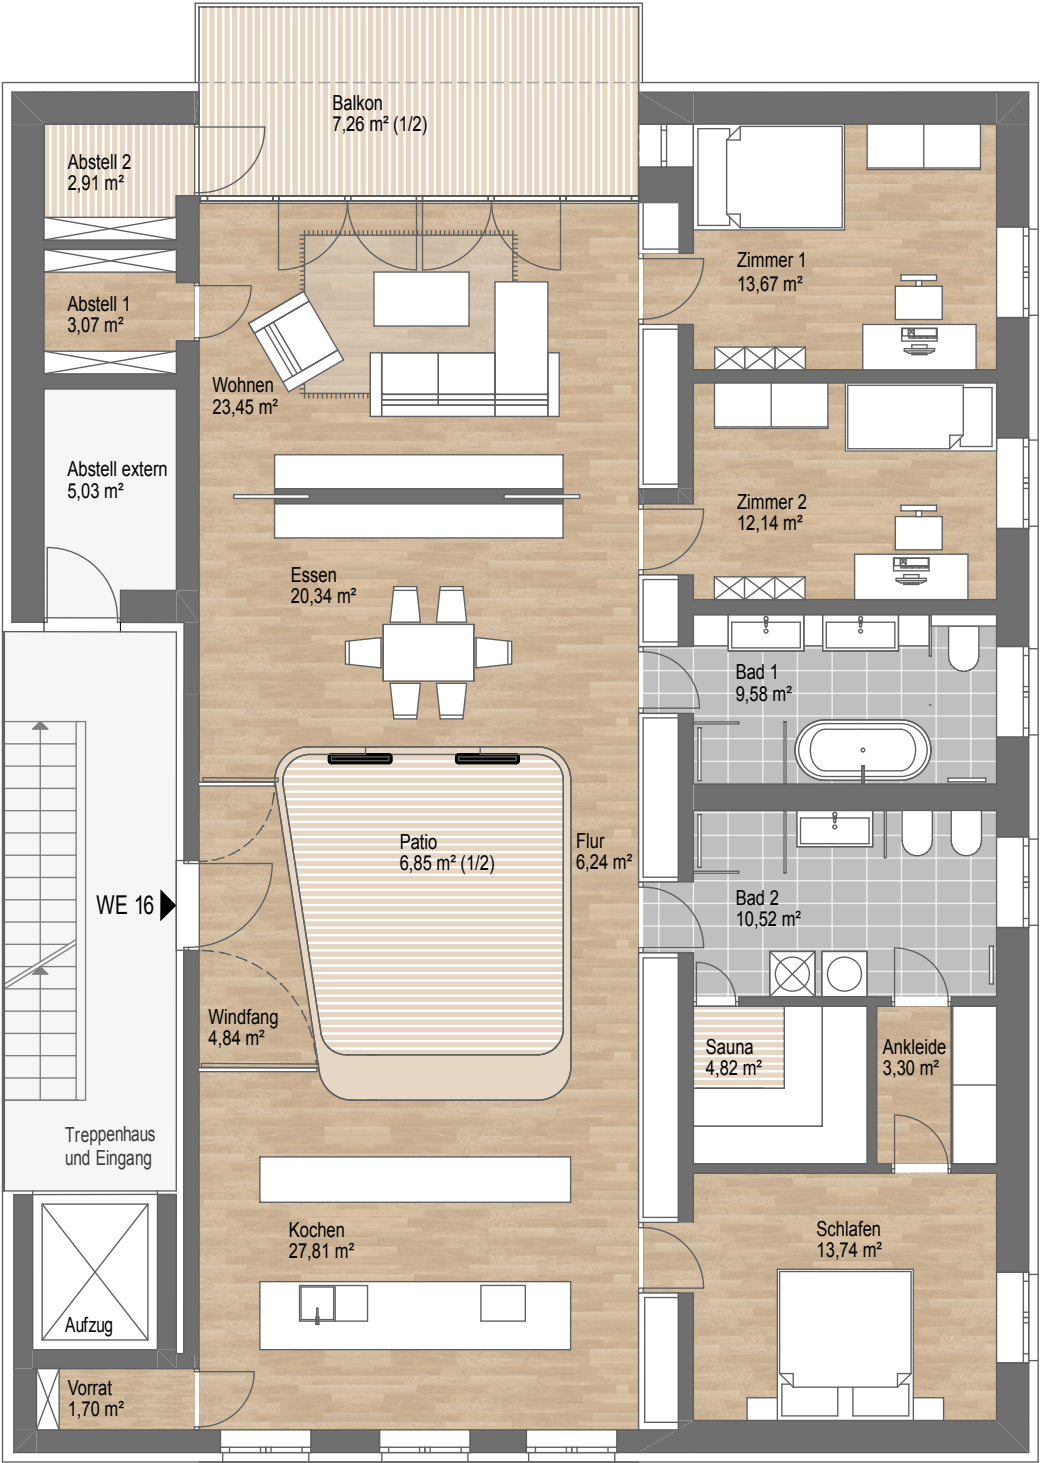 Balkon
7,26 m² (1/2)
Abstell 2
2,91 m²
Zimmer 1
13,67 m²
Abstell 1
3,07 m²
Wohnen
23,45 m²
Abstell extern
5,03 m²
Zimmer 2
12,14 m²
Essen
20,34 m²
Bad 1
9,58 m²
Patio
6,85 m² (1/2)
Flur
6,24 m²
WE 16
Bad 2
10,52 m²
Windfang
4,84 m²
Sauna
4,82 m²
Ankleide
3,30 m²
Treppenhaus
und Eingang
Kochen
27,81 m²
Schlafen
13,74 m²
Aufzug
Vorrat
1,70 m²